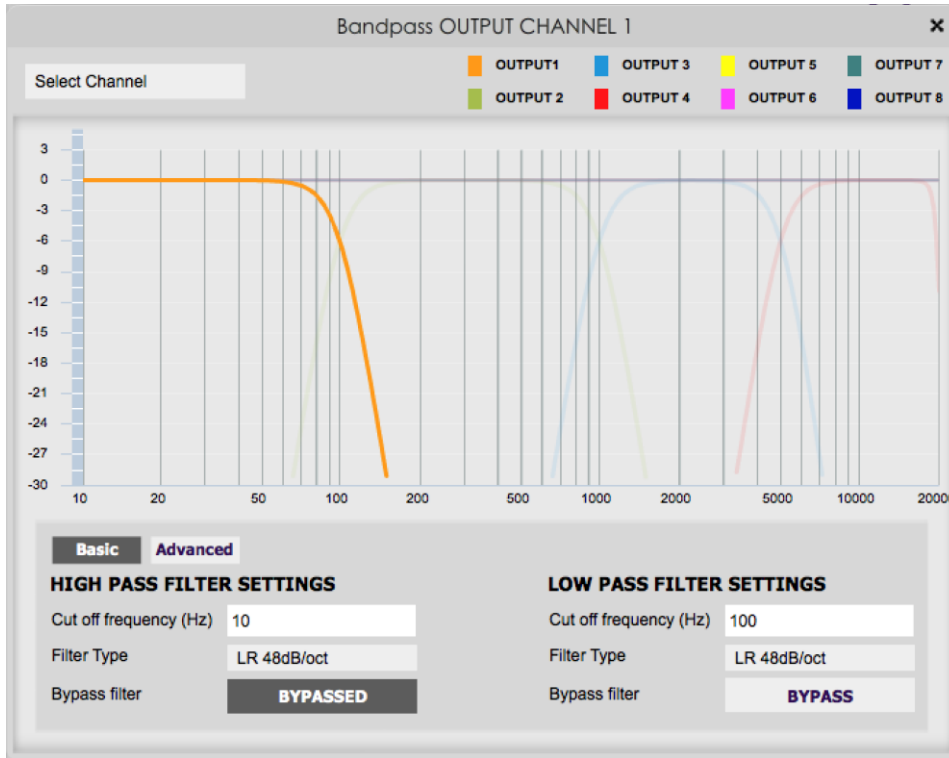 Bandpass OUTPUT CHANNEL 1
Select Channel
OUTPUT1 OUTPUT 3 OUTPUT 5 OUTPUT 7
OUTPUT 2 OUTPUT 4 OUTPUT 6 OUTPUT 8
3
0
-3
-6
-9
-12
-15
-18
-21
-24
-27
-30
10 20 50 100 200 500 1000 2000 5000 10000 2000
Basic Advanced
HIGH PASS FILTER SETTINGS LOW PASS FILTER SETTINGS
Cut off frequency (Hz) 10 Cut off frequency (Hz) 100
Filter Type LR 48dB/oct Filter Type LR 48dB/oct
Bypass filter BYPASSED Bypass filter BYPASS